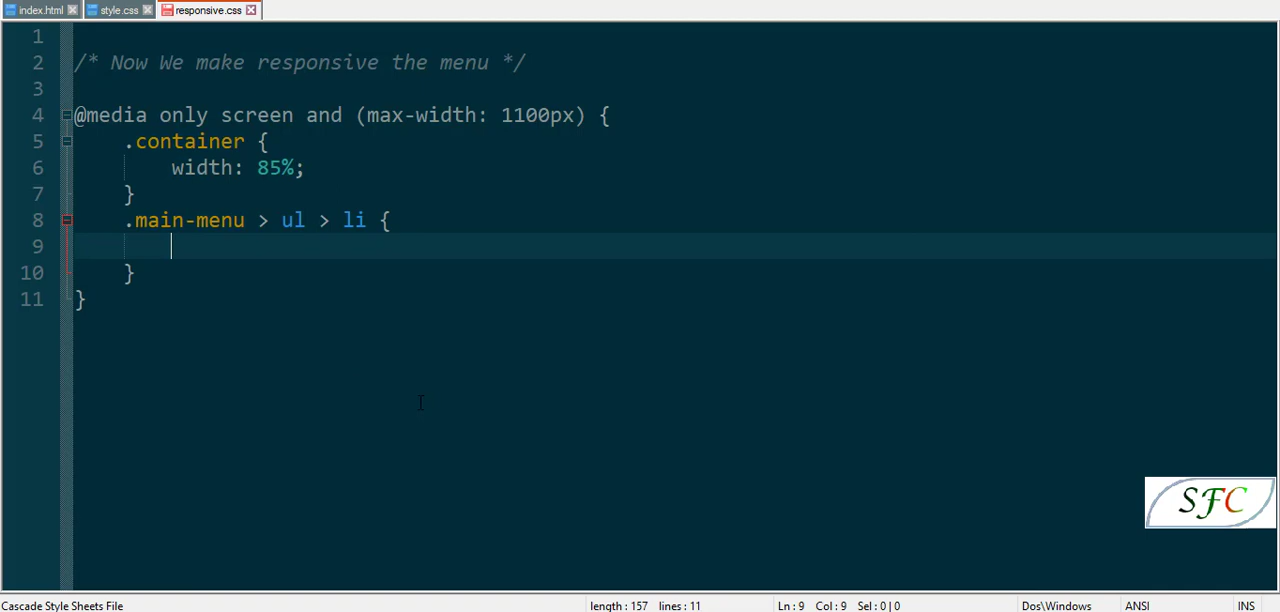 index.html style.css responsive.css
1
2 /* Now We make responsive the menu */
3
4 @media only screen and (max-width: 1100px) {
5 .container {
6 width: 85%;
7 }
8 .main-menu > ul > li {
9
10 }
11 }
SFC
Cascade Style Sheets File length : 157 lines : 11 Ln : 9 Col : 9 Sel : 0 | 0 Dos\Windows ANSI INS